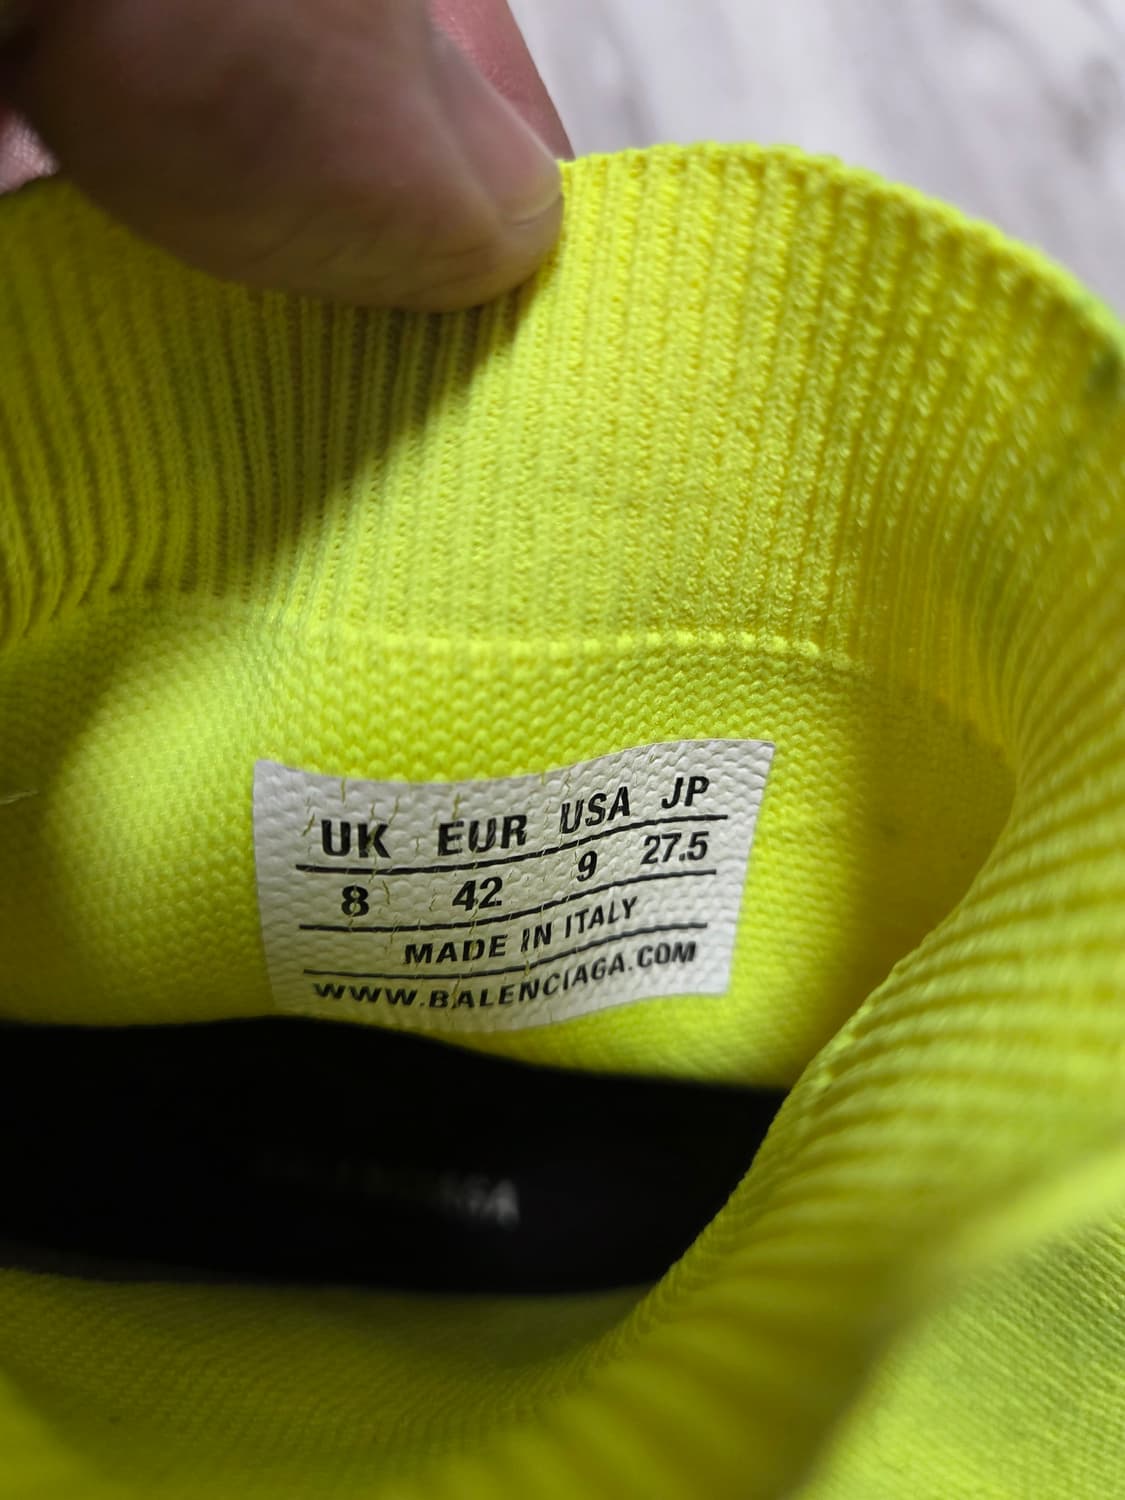 UK EUR USA JP
8 42 9 27.5
MADE IN ITALY
WWW.BALENCIAGA.COM